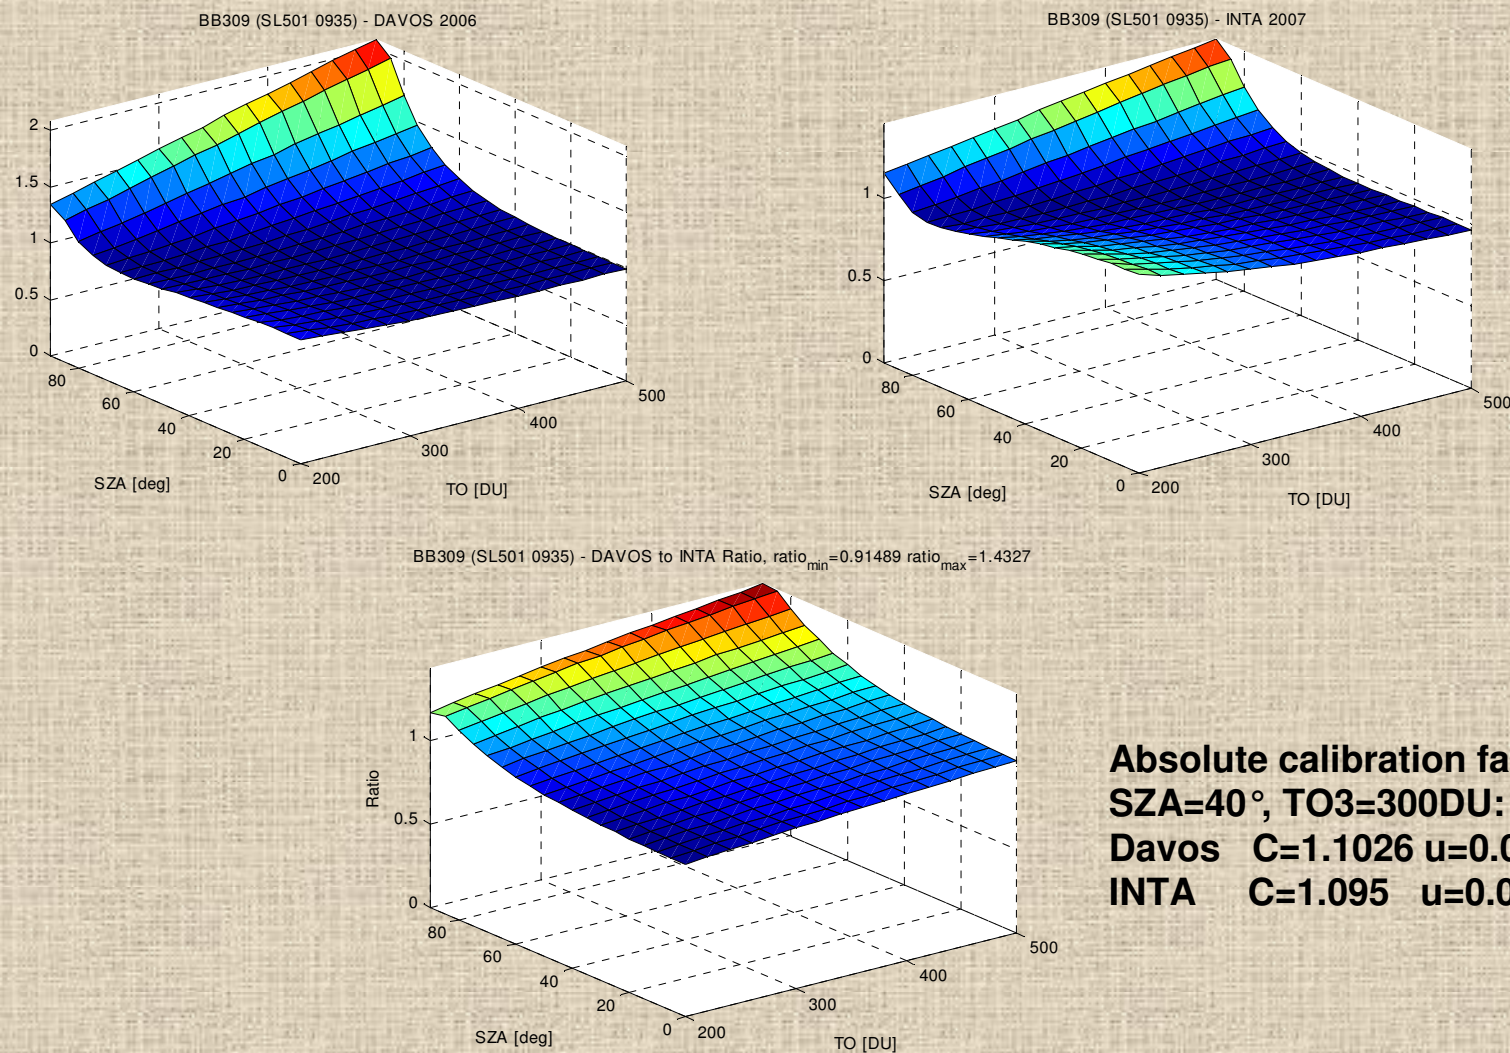 BB309 (SL501 0935) - DAVOS 2006
2
1.5
1
0.5
0
80
60
40
20
0
200
300
400
500
SZA [deg]
TO [DU]
BB309 (SL501 0935) - INTA 2007
1
0.5
0
80
60
40
20
0
200
300
400
500
SZA [deg]
TO [DU]
BB309 (SL501 0935) - DAVOS to INTA Ratio, ratio_min=0.91489 ratio_max=1.4327
Ratio
1
0.5
0
80
60
40
20
0
200
300
400
500
SZA [deg]
TO [DU]
Absolute calibration fa
SZA=40°, TO3=300DU:
Davos C=1.1026 u=0.0
INTA C=1.095 u=0.0